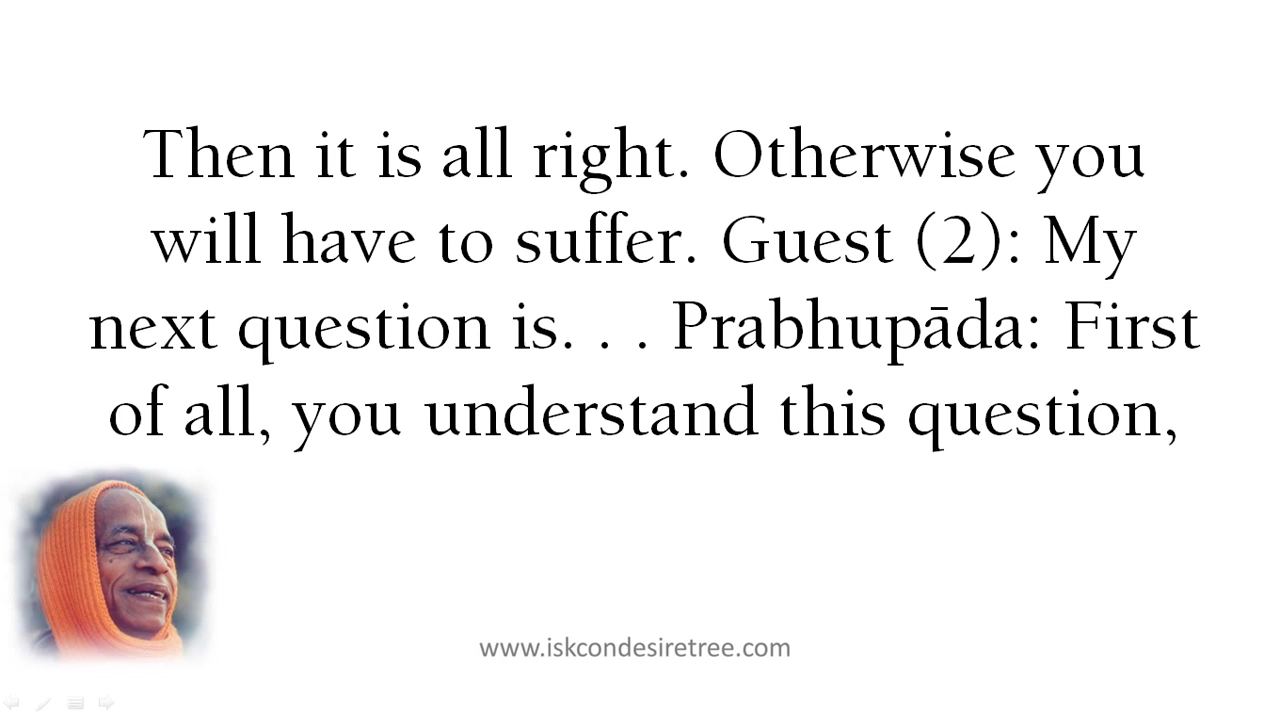 Then it is all right. Otherwise you
will have to suffer. Guest (2): My
next question is. . . Prabhupāda: First
of all, you understand this question,
www.iskcondesiretree.com